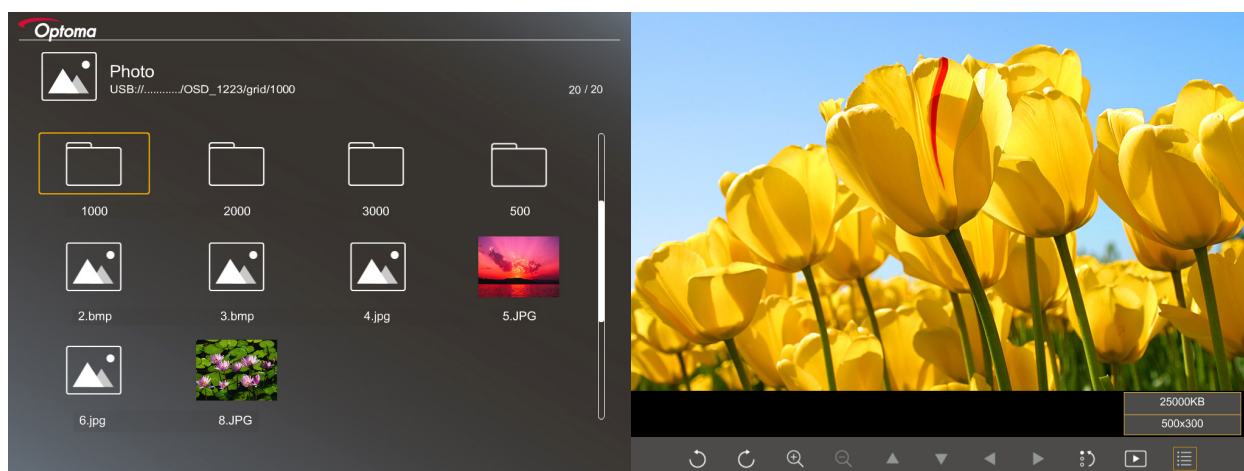 Optoma
Photo
USB://.........../OSD_1223/grid/1000
20 / 20
1000
2000
3000
500
2.bmp
3.bmp
4.jpg
5.JPG
6.jpg
8.JPG
25000KB
500x300